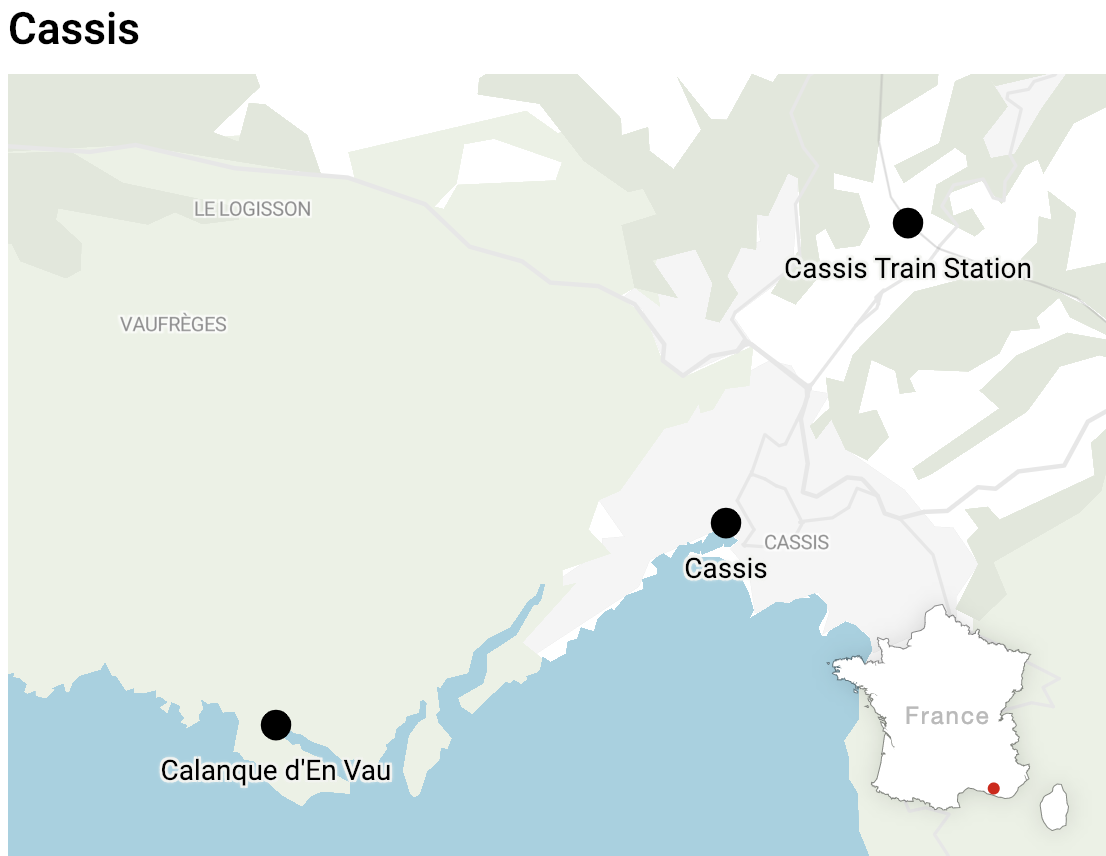 Cassis
LE LOGISSON
Cassis Train Station
VAUFRÈGES
CASSIS
Cassis
France
Calanque d'En Vau